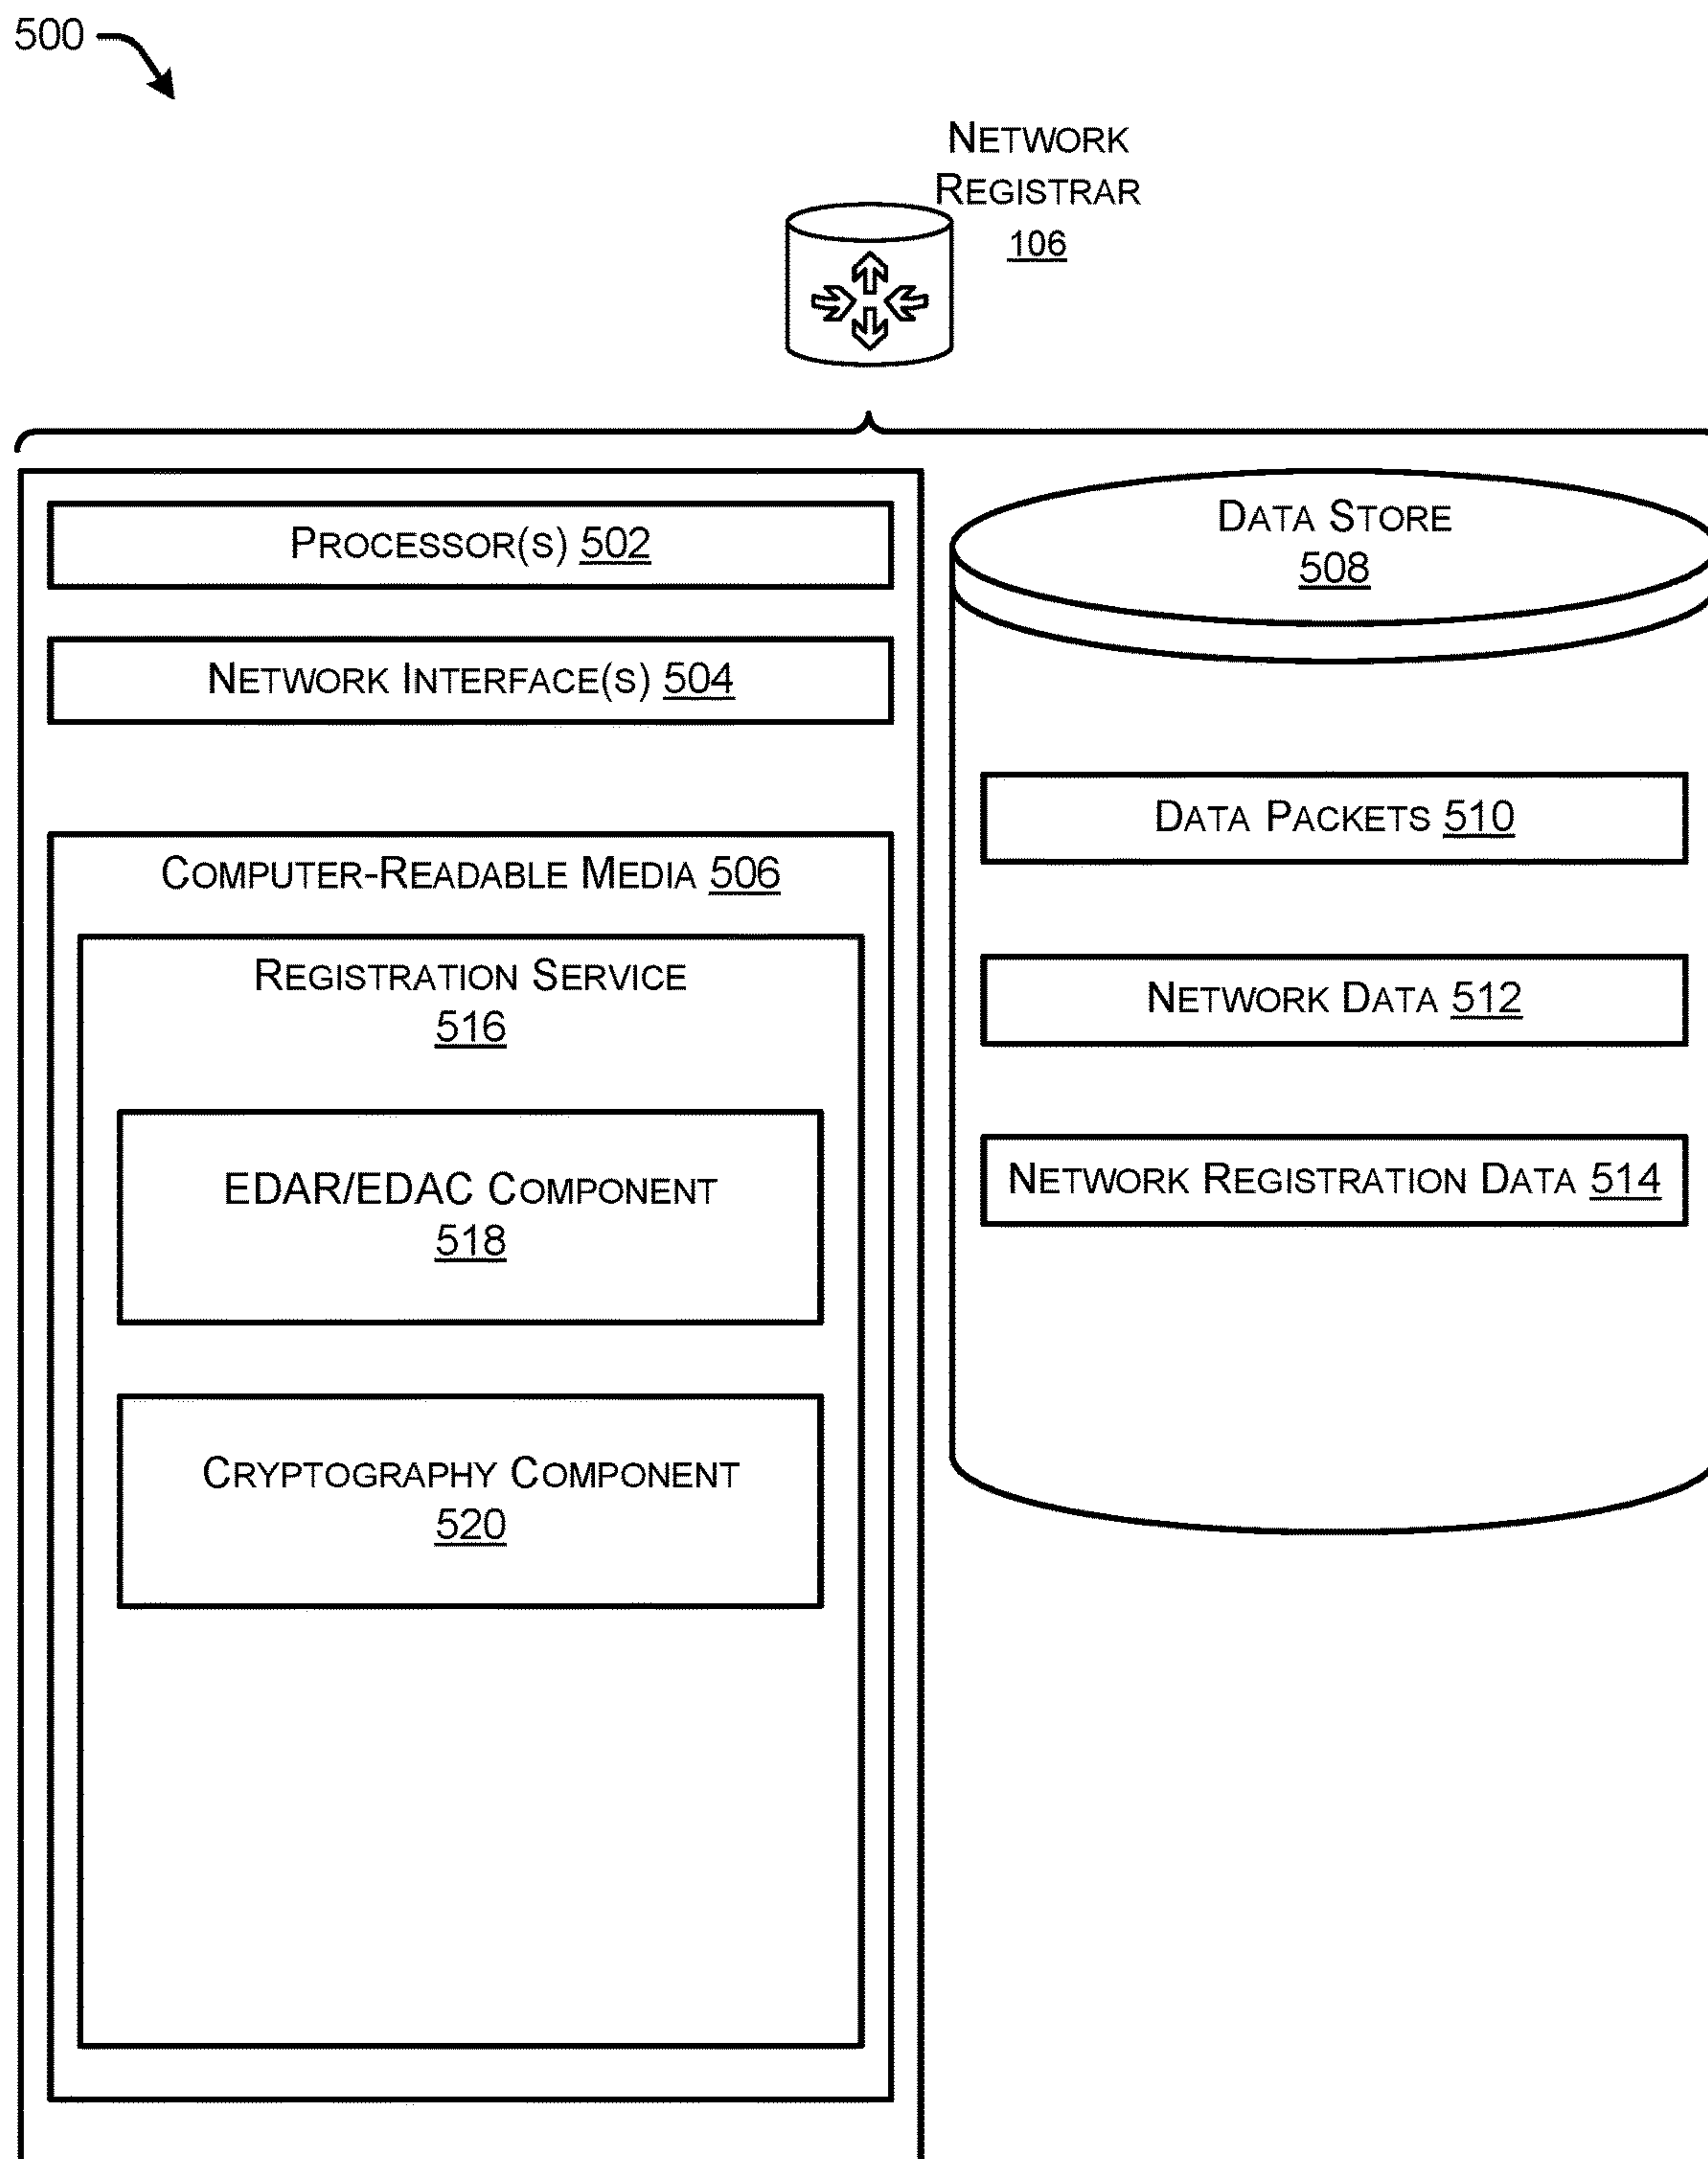 500
NETWORK
REGISTRAR
106
PROCESSOR(S) 502
NETWORK INTERFACE(S) 504
COMPUTER-READABLE MEDIA 506
REGISTRATION SERVICE
516
EDAR/EDAC COMPONENT
518
CRYPTOGRAPHY COMPONENT
520
DATA STORE
508
DATA PACKETS 510
NETWORK DATA 512
NETWORK REGISTRATION DATA 514